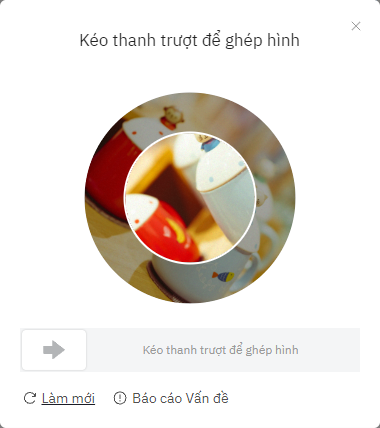 Kéo thanh trượt để ghép hình
Kéo thanh trượt để ghép hình
Làm mới
Báo cáo Vấn đề